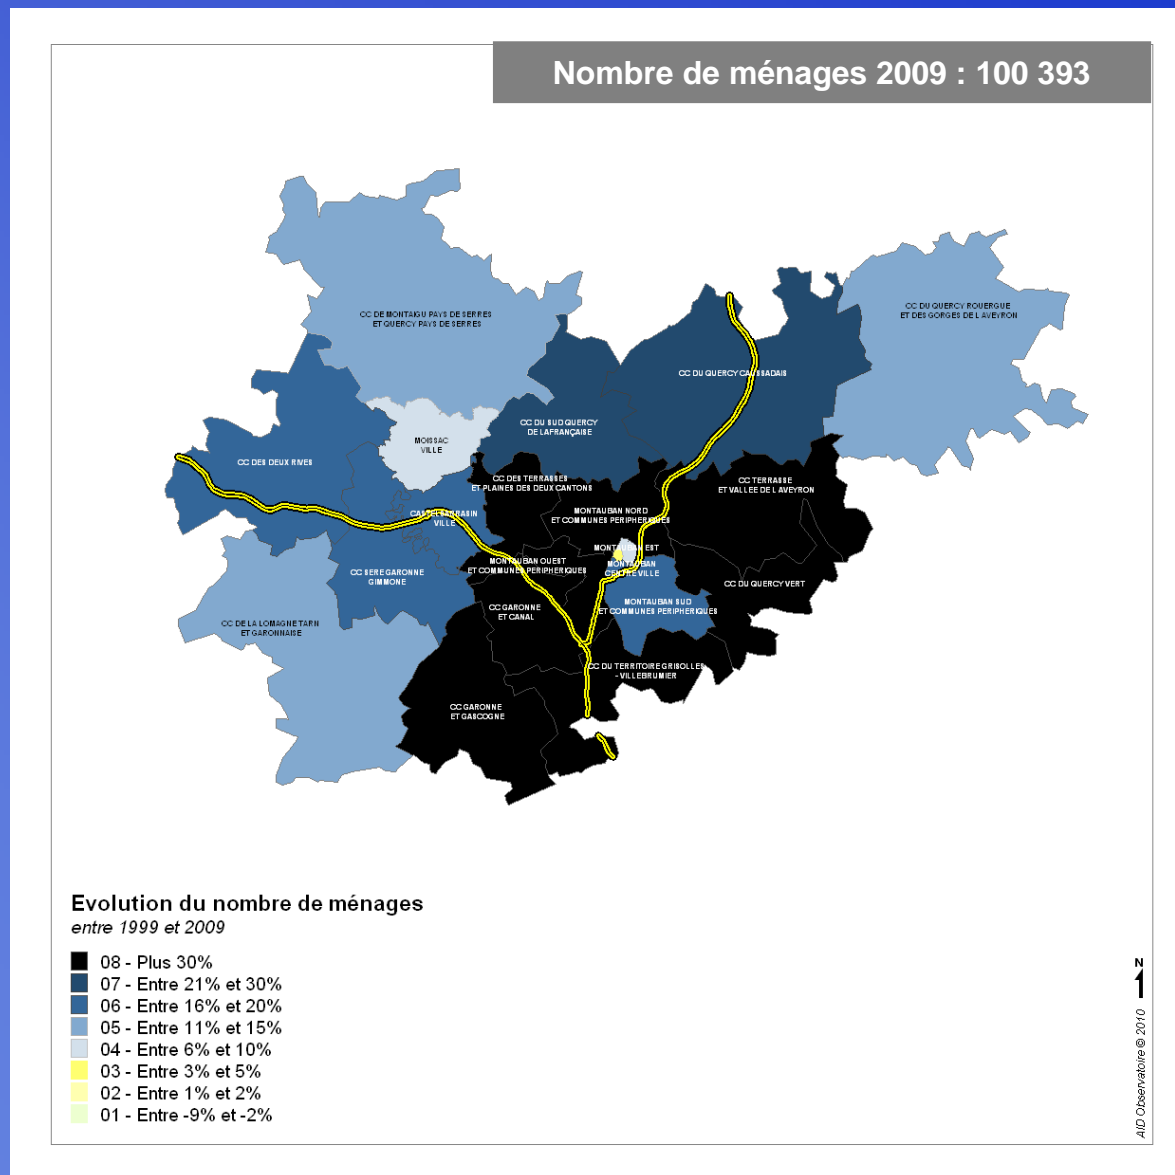 Nombre de ménages 2009 : 100 393
CC DE MONTAIGU PAYS DE SERRES
ET QUERCY PAYS DE SERRES
CC DU QUERCY ROUERGUE
ET DES GORGES DE L AVEYRON
CC DU QUERCY CAUSSADAIS
CC DU SUD QUERCY
DE LAFRANÇAISE
MOISSAC
VILLE
CC DES DEUX RIVES
CC DES TERRASSES
ET PLAINES DES DEUX CANTONS
CC TERRASSE
ET VALLEE DE L AVEYRON
CASTELSARRASIN
VILLE
MONTAUBAN NORD
ET COMMUNES PERIPHERIQUES
MONTAUBAN EST
MONTAUBAN
CENTRE VILLE
MONTAUBAN OUEST
ET COMMUNES PERIPHERIQUES
CC SERE GARONNE
GIMMONE
CC DU QUERCY VERT
MONTAUBAN SUD
ET COMMUNES PERIPHERIQUES
CC GARONNE
ET CANAL
CC DE LA LOMAGNE TARN
ET GARONNAISE
CC DU TERRITOIRE GRISOLLES
- VILLEBRUMIER
CC GARONNE
ET GASCOGNE
Evolution du nombre de ménages
entre 1999 et 2009
08 - Plus 30%
07 - Entre 21% et 30%
06 - Entre 16% et 20%
05 - Entre 11% et 15%
04 - Entre 6% et 10%
03 - Entre 3% et 5%
02 - Entre 1% et 2%
01 - Entre -9% et -2%
N
AID Observatoire © 2010